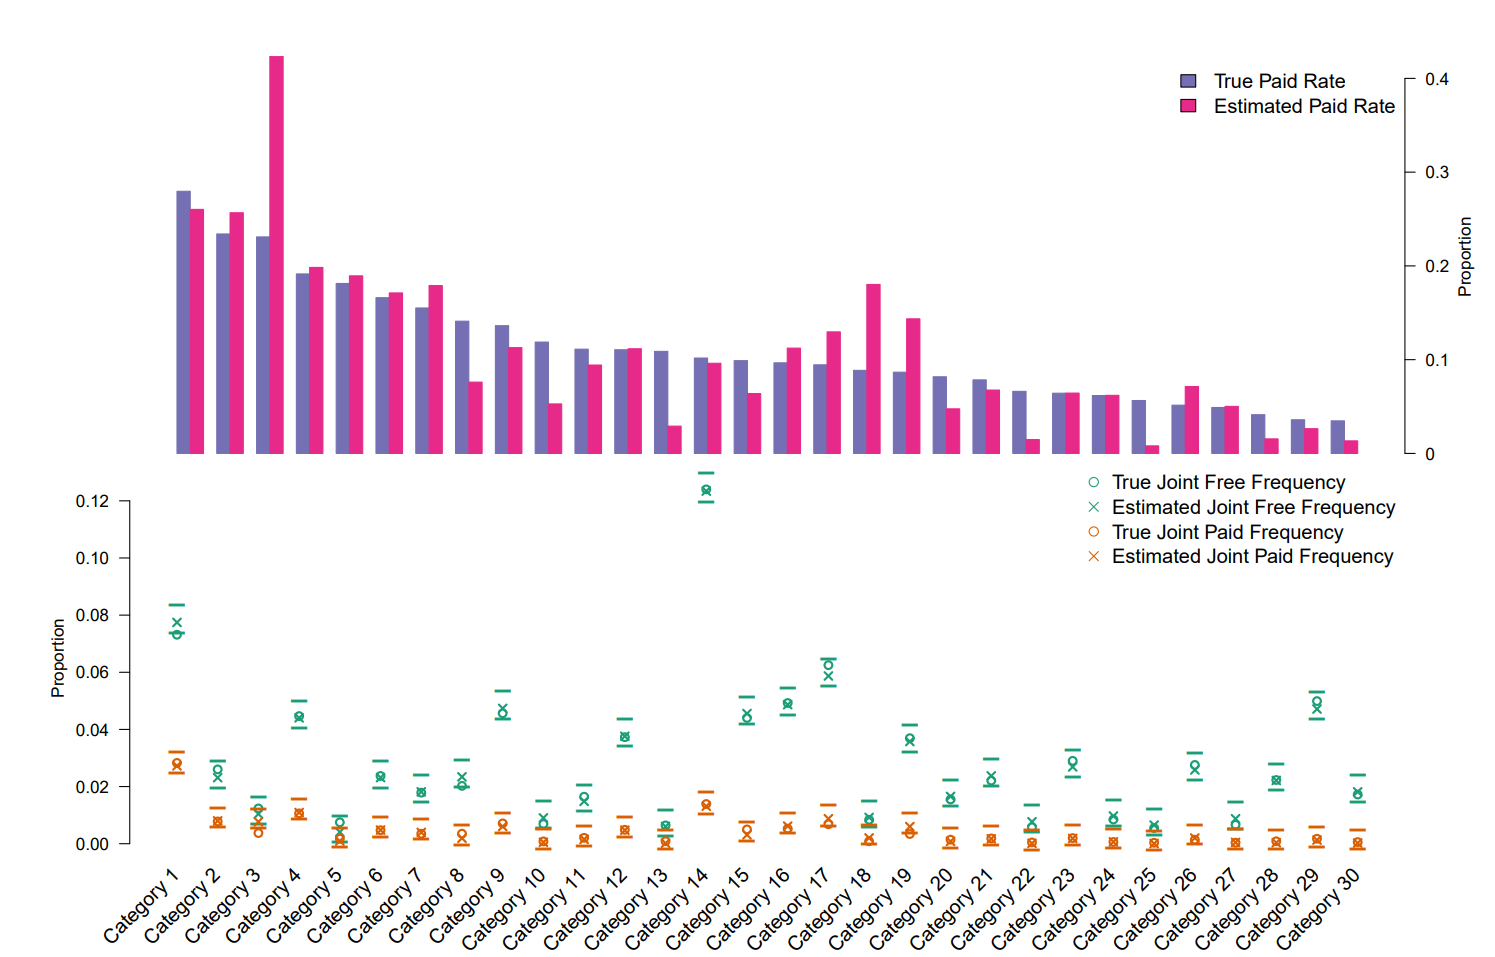 True Paid Rate
Estimated Paid Rate
0.4
0.3
0.2
0.1
0
Proportion
True Joint Free Frequency
Estimated Joint Free Frequency
True Joint Paid Frequency
Estimated Joint Paid Frequency
0.12
0.10
0.08
0.06
0.04
0.02
0.00
Proportion
Category 1
Category 2
Category 3
Category 4
Category 5
Category 6
Category 7
Category 8
Category 9
Category 10
Category 11
Category 12
Category 13
Category 14
Category 15
Category 16
Category 17
Category 18
Category 19
Category 20
Category 21
Category 22
Category 23
Category 24
Category 25
Category 26
Category 27
Category 28
Category 29
Category 30